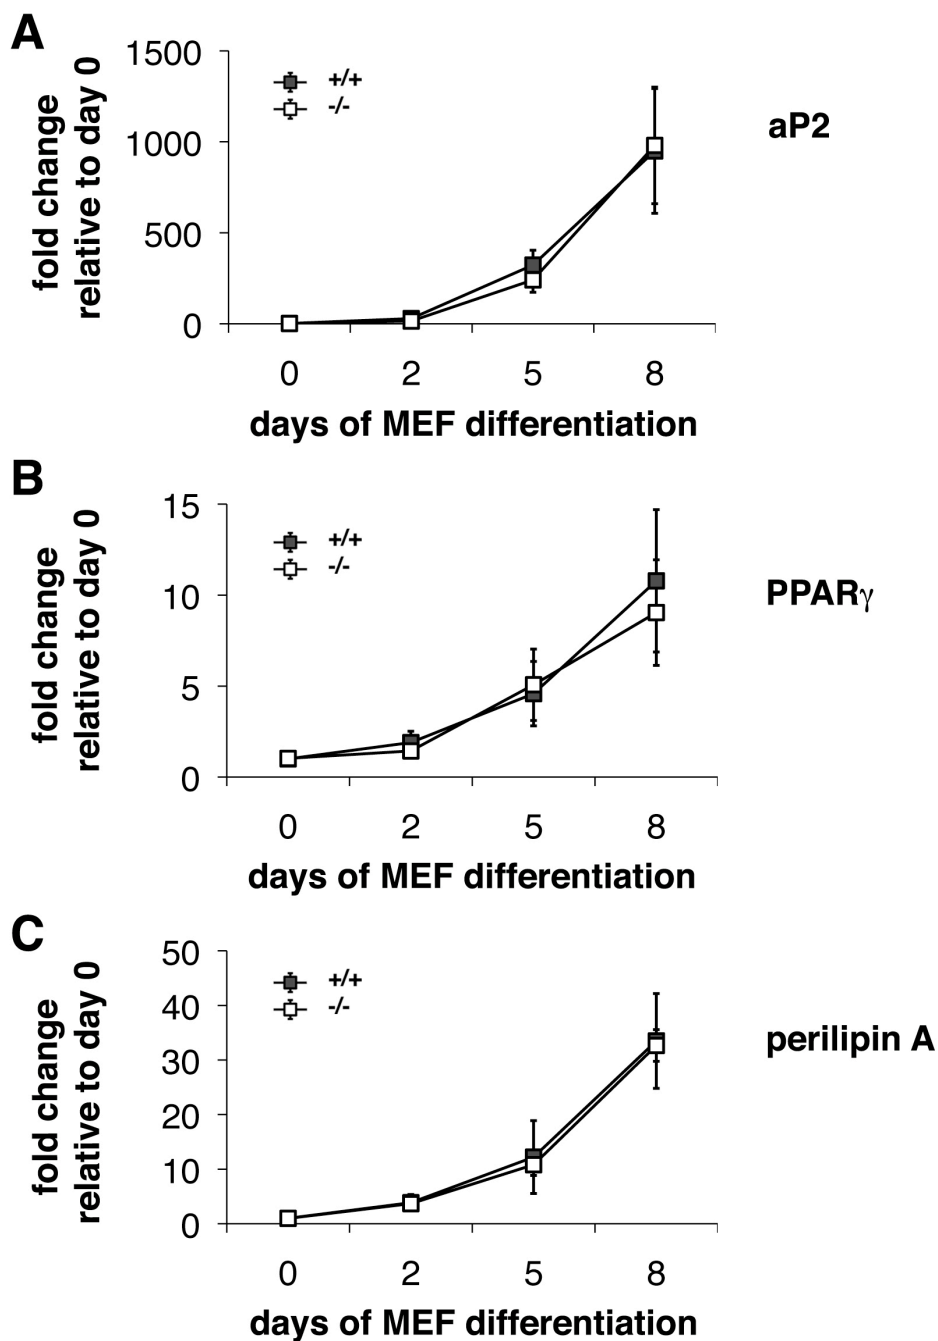 A
fold change
relative to day 0
1500
1000
500
0
+/+
-/-
aP2
0 2 5 8
days of MEF differentiation
B
fold change
relative to day 0
15
10
5
0
+/+
-/-
PPARγ
0 2 5 8
days of MEF differentiation
C
fold change
relative to day 0
50
40
30
20
10
0
+/+
-/-
perilipin A
0 2 5 8
days of MEF differentiation